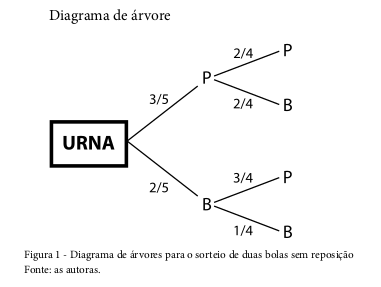 Diagrama de árvore
2/4
P
P
3/5
2/4
B
URNA
3/4
P
2/5
B
1/4
B
Figura 1 - Diagrama de árvores para o sorteio de duas bolas sem reposição
Fonte: as autoras.